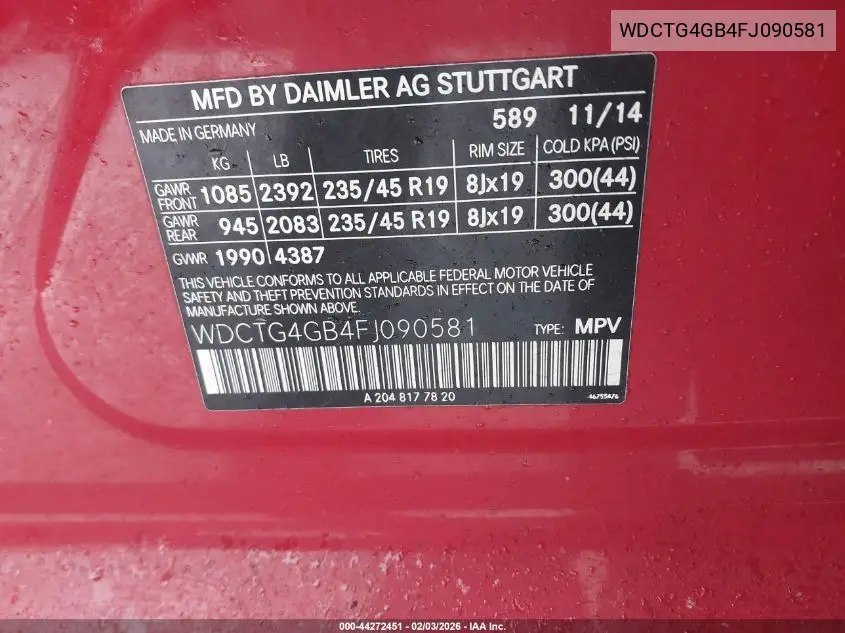 WDCTG4GB4FJ090581
MFD BY DAIMLER AG STUTTGART
589 11/14
MADE IN GERMANY
KG LB TIRES RIM SIZE COLD KPA (PSI)
GAWR FRONT 1085 2392 235/45 R19 8Jx19 300(44)
GAWR REAR 945 2083 235/45 R19 8Jx19 300(44)
GVWR 1990 4387
THIS VEHICLE CONFORMS TO ALL APPLICABLE FEDERAL MOTOR VEHICLE
SAFETY AND THEFT PREVENTION STANDARDS IN EFFECT ON THE DATE OF
MANUFACTURE SHOWN ABOVE.
WDCTG4GB4FJ090581 TYPE: MPV
A 204 817 78 20 46755476
000-44272451 - 02/03/2026 - IAA Inc.